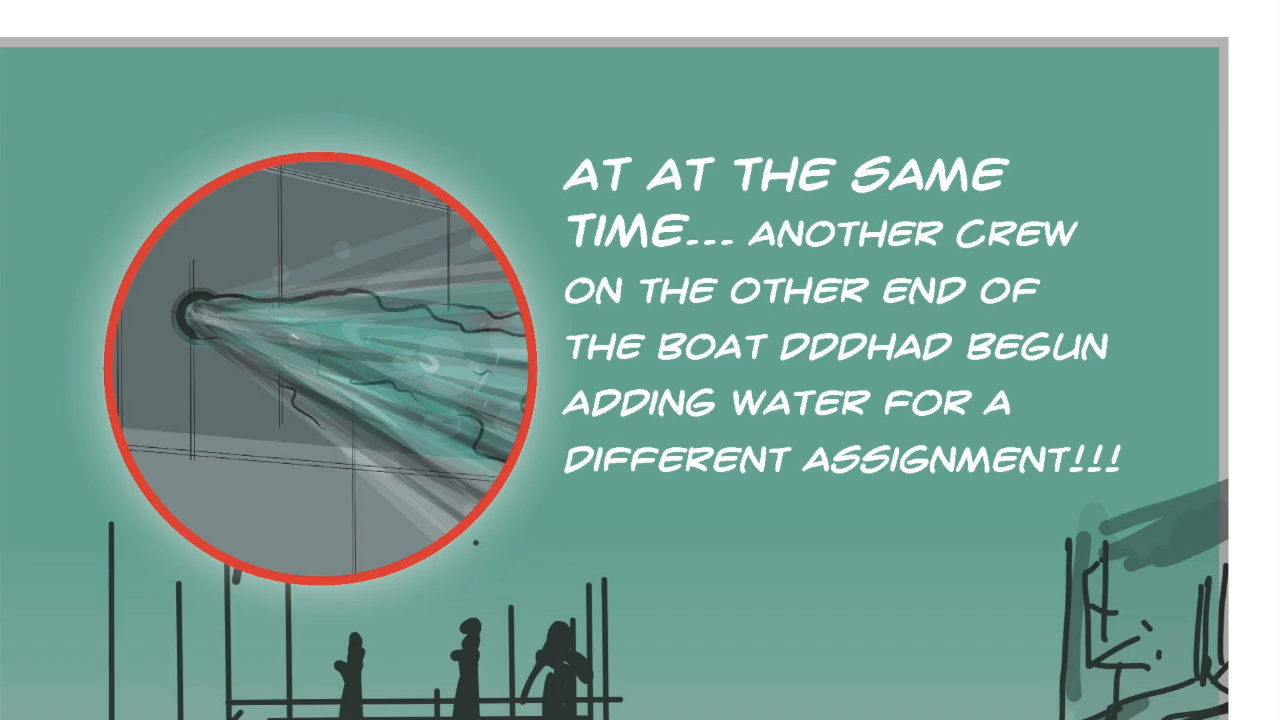 AT AT THE SAME
TIME... ANOTHER CREW
ON THE OTHER END OF
THE BOAT DDDHAD BEGUN
ADDING WATER FOR A
DIFFERENT ASSIGNMENT!!!